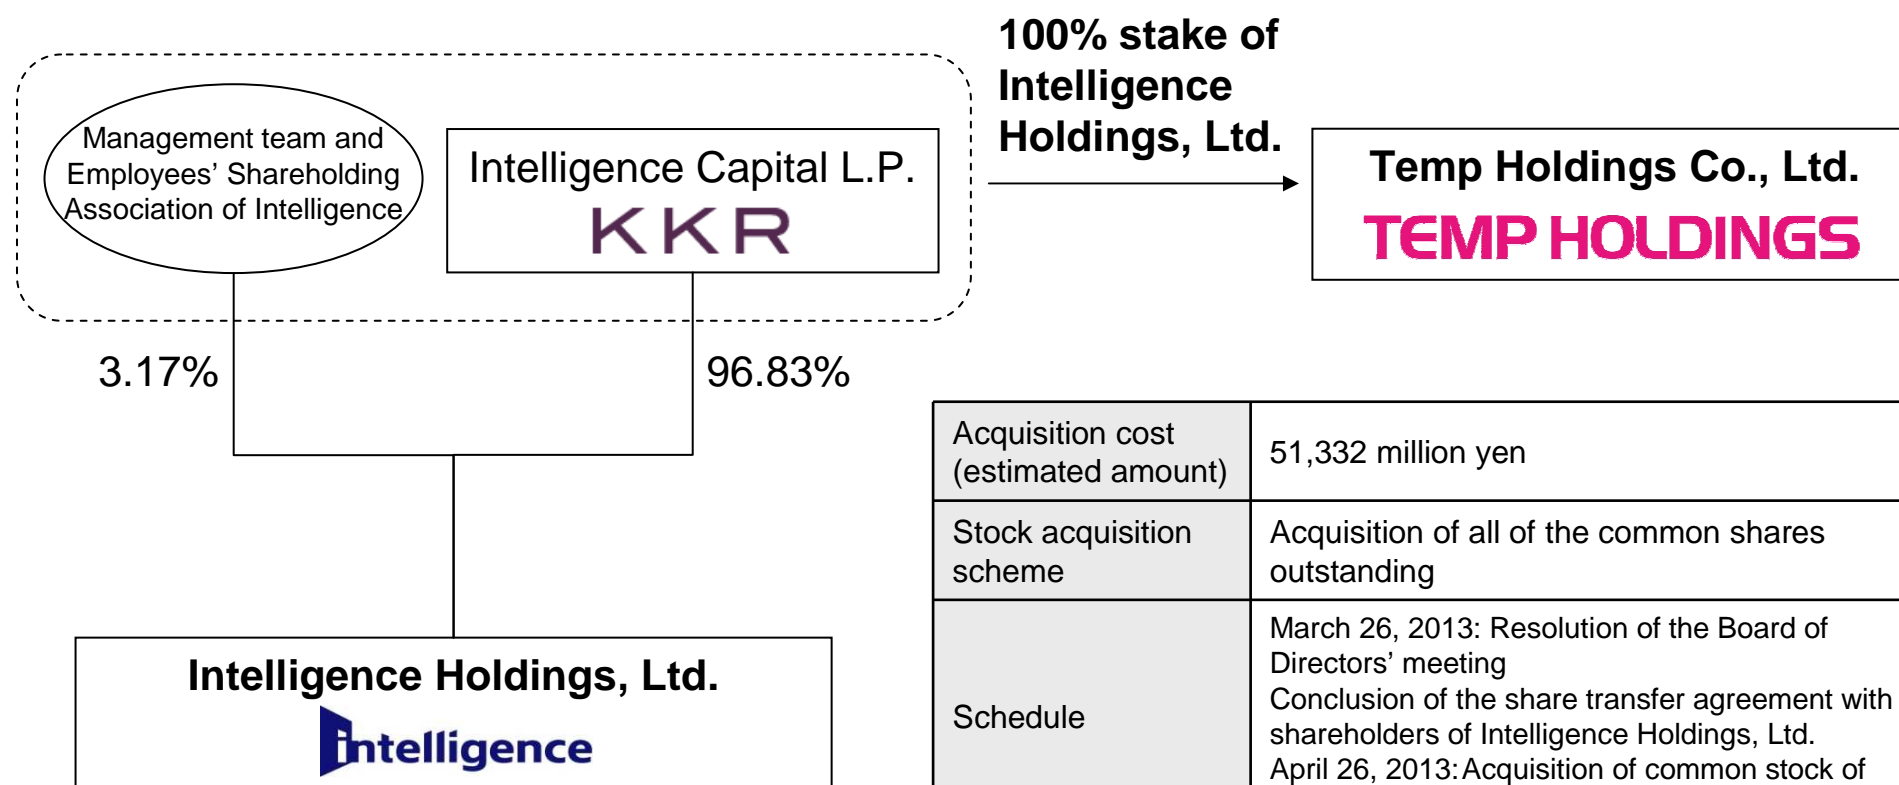 100% stake of
Intelligence
Holdings, Ltd.
Management team and
Employees’ Shareholding
Association of Intelligence
Intelligence Capital L.P.
KKR
Temp Holdings Co., Ltd.
TEMP HOLDINGS
3.17%
96.83%
Acquisition cost
(estimated amount)
51,332 million yen
Stock acquisition
scheme
Acquisition of all of the common shares
outstanding
Schedule
March 26, 2013: Resolution of the Board of
Directors’ meeting
Conclusion of the share transfer agreement with
shareholders of Intelligence Holdings, Ltd.
April 26, 2013:Acquisition of common stock of
Intelligence Holdings, Ltd.
intelligence